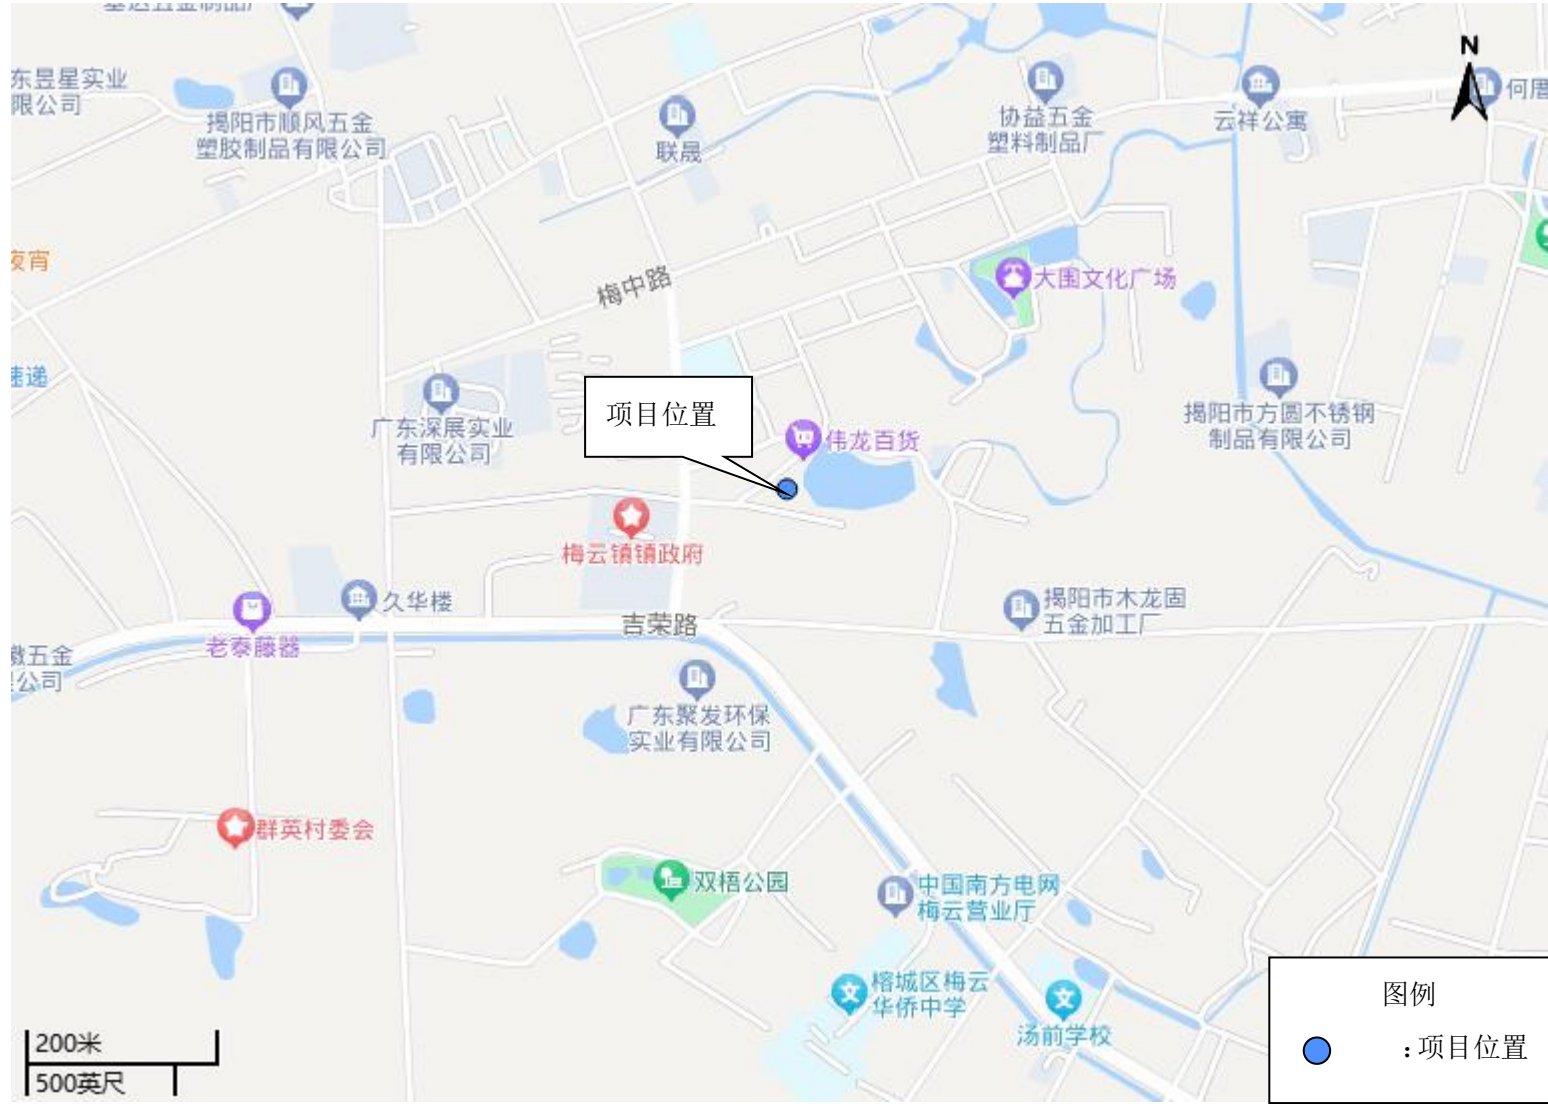 东昱星实业
限公司
揭阳市顺风五金
塑胶制品有限公司
联晟
协益五金
塑料制品厂
云祥公寓
N
何厝
夜宵
梅中路
大围文化广场
速递
广东深展实业
有限公司
项目位置
伟龙百货
揭阳市方圆不锈钢
制品有限公司
梅云镇镇政府
久华楼
老泰藤器
吉荣路
揭阳市木龙固
五金加工厂
五金
公司
广东聚发环保
实业有限公司
群英村委会
双梧公园
中国南方电网
梅云营业厅
榕城区梅云
华侨中学
汤前学校
200米
500英尺
图例
:项目位置